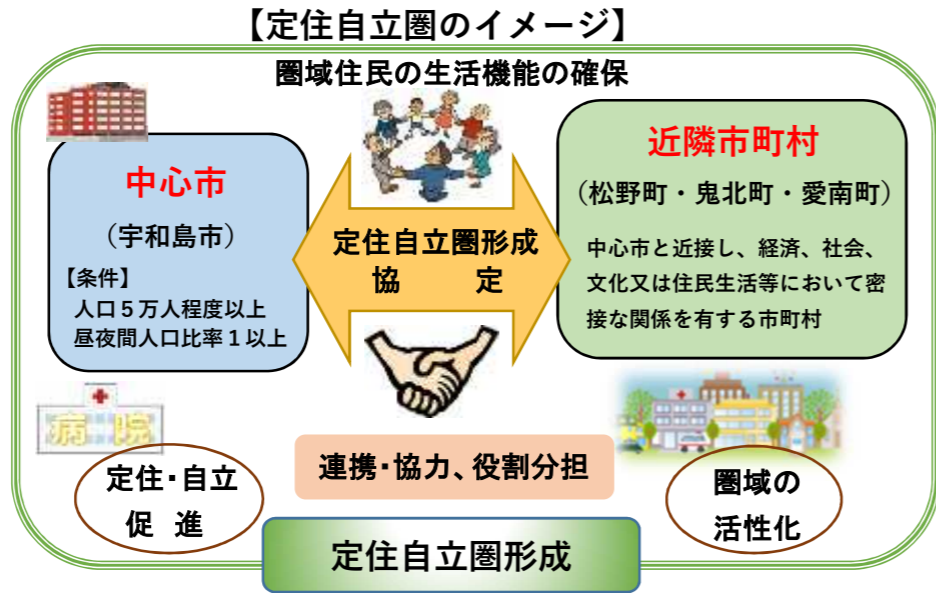 【定住自立圏のイメージ】
圏域住民の生活機能の確保
中心市
(宇和島市)
【条件】
人口５万人程度以上
昼夜間人口比率１以上
定住自立圏形成
協 定
近隣市町村
(松野町・鬼北町・愛南町)
中心市と近接し、経済、社会、
文化又は住民生活等において密
接な関係を有する市町村
病 院
定住・自立
促 進
連携・協力、役割分担
圏域の
活性化
定住自立圏形成